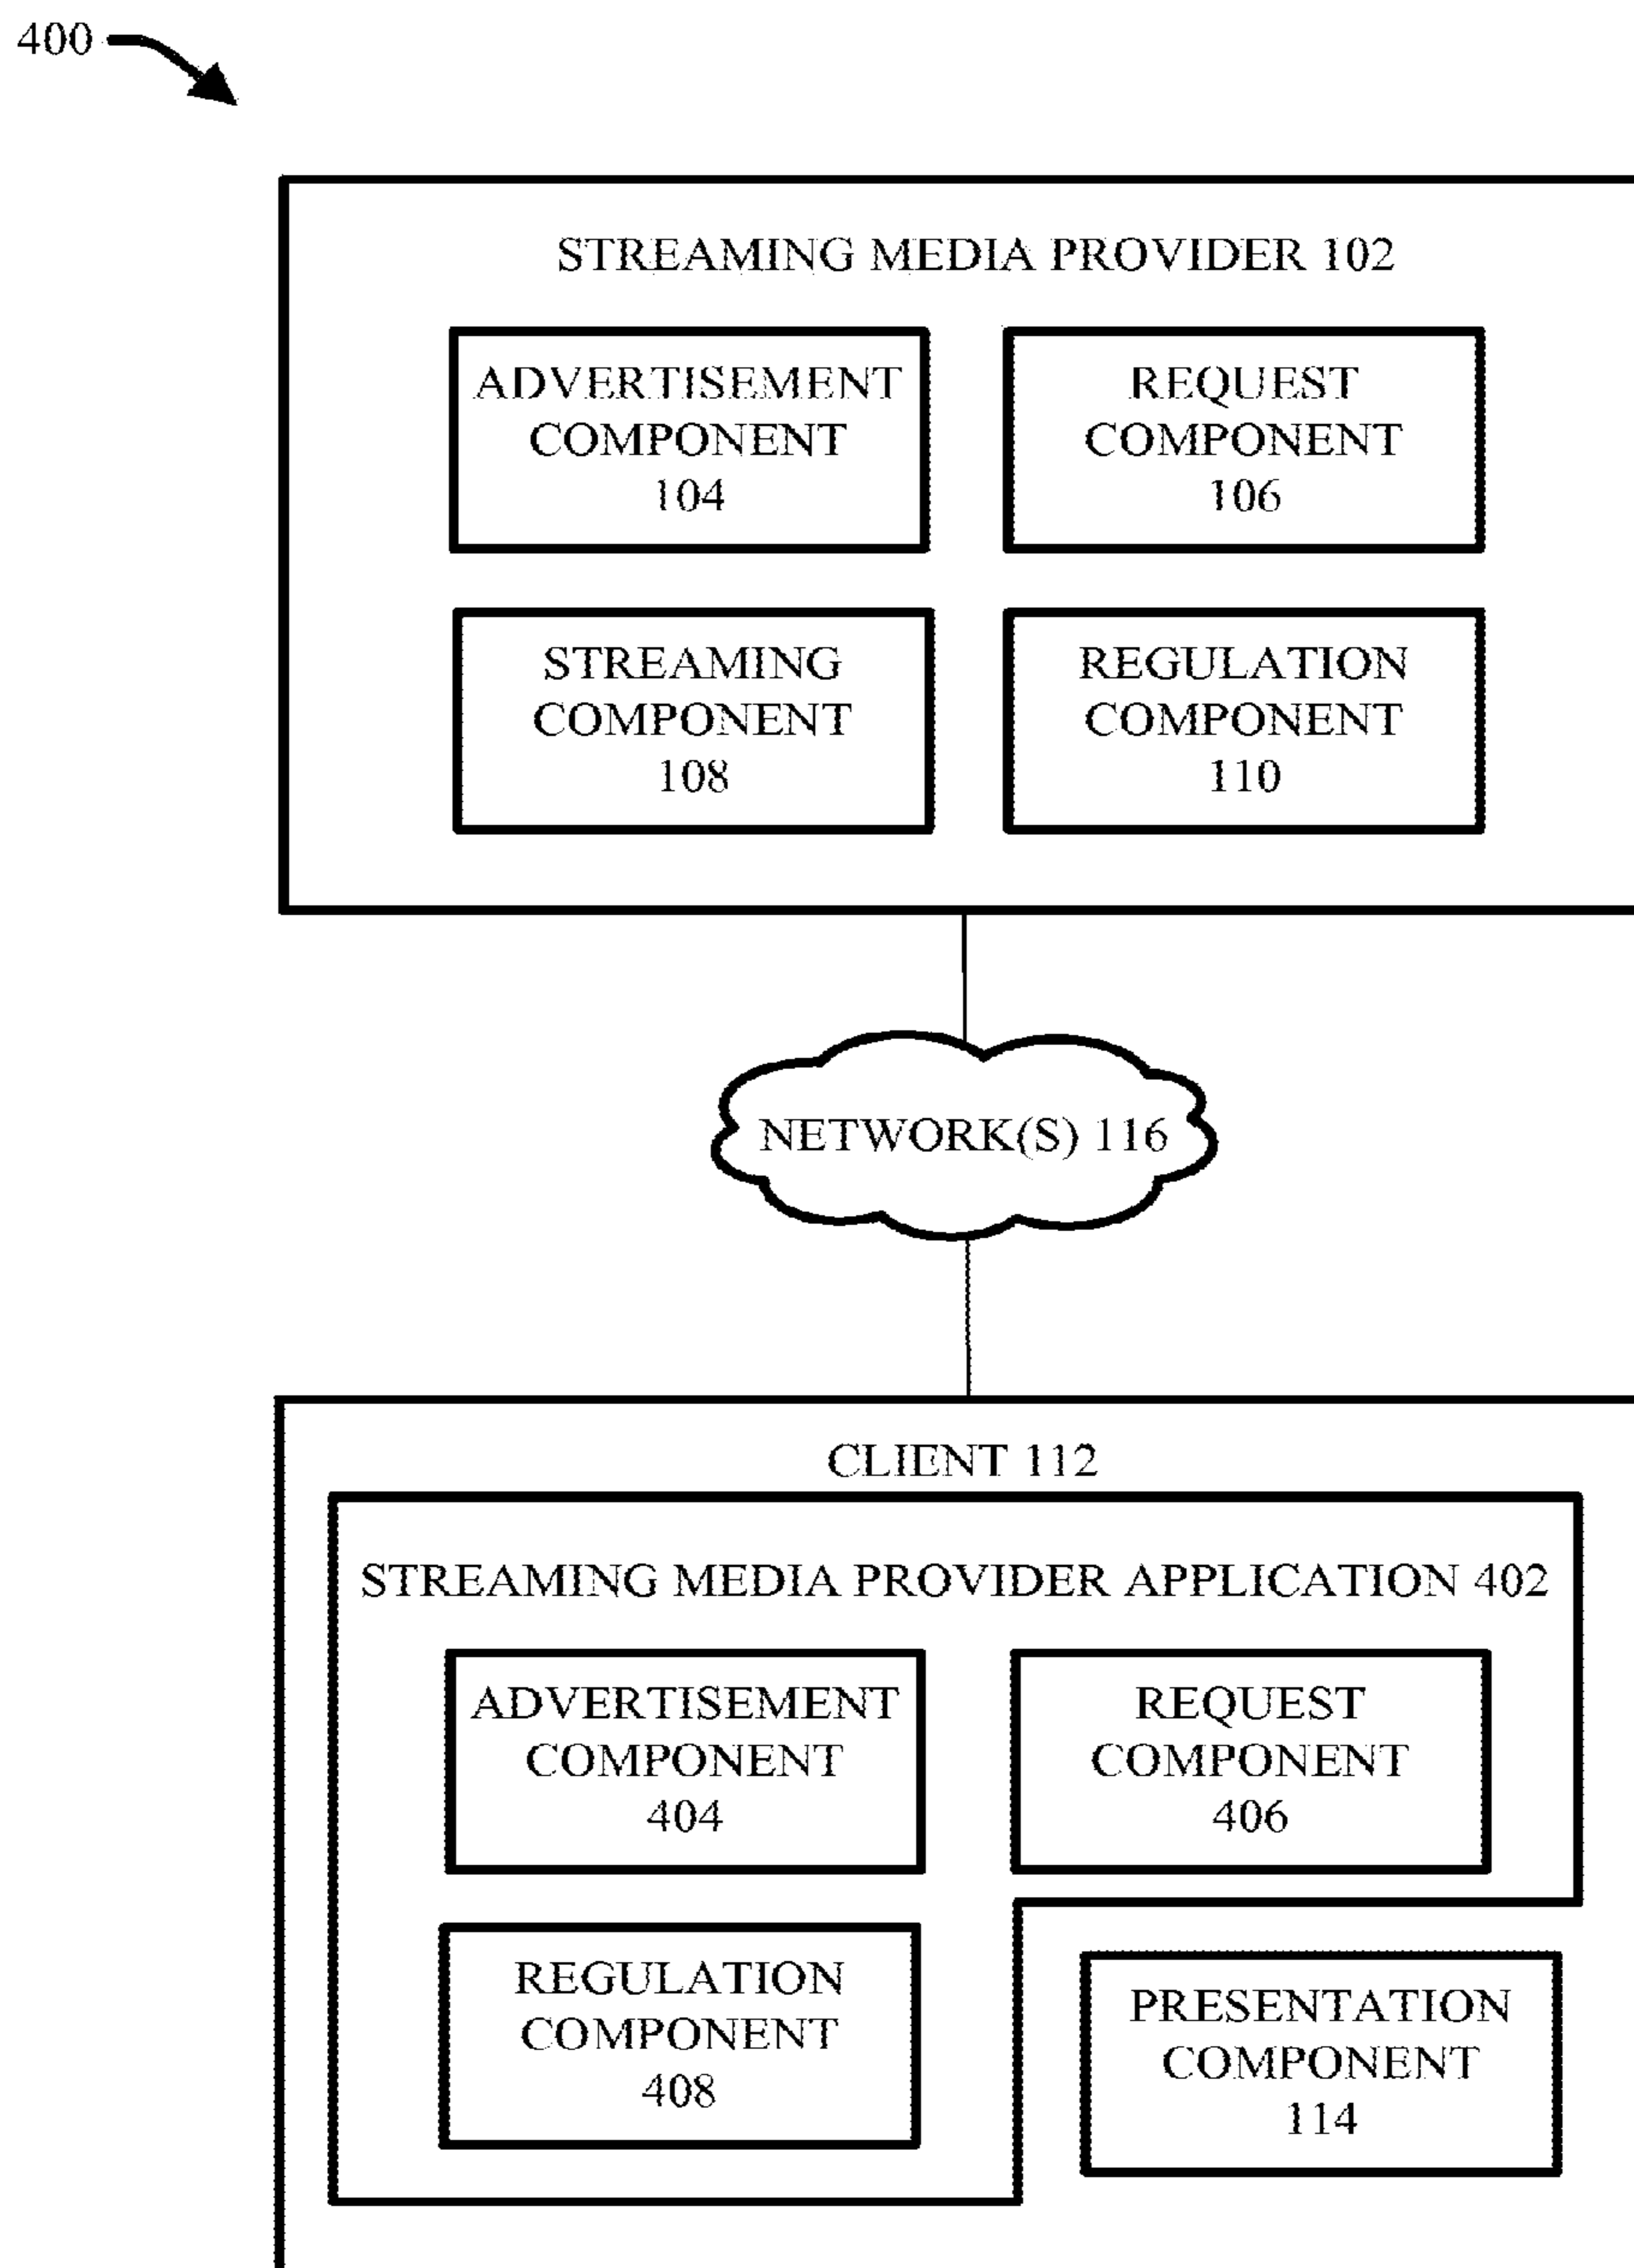 400
STREAMING MEDIA PROVIDER 102
ADVERTISEMENT
COMPONENT
104
REQUEST
COMPONENT
106
STREAMING
COMPONENT
108
REGULATION
COMPONENT
110
NETWORK(S) 116
CLIENT 112
STREAMING MEDIA PROVIDER APPLICATION 402
ADVERTISEMENT
COMPONENT
404
REQUEST
COMPONENT
406
REGULATION
COMPONENT
408
PRESENTATION
COMPONENT
114